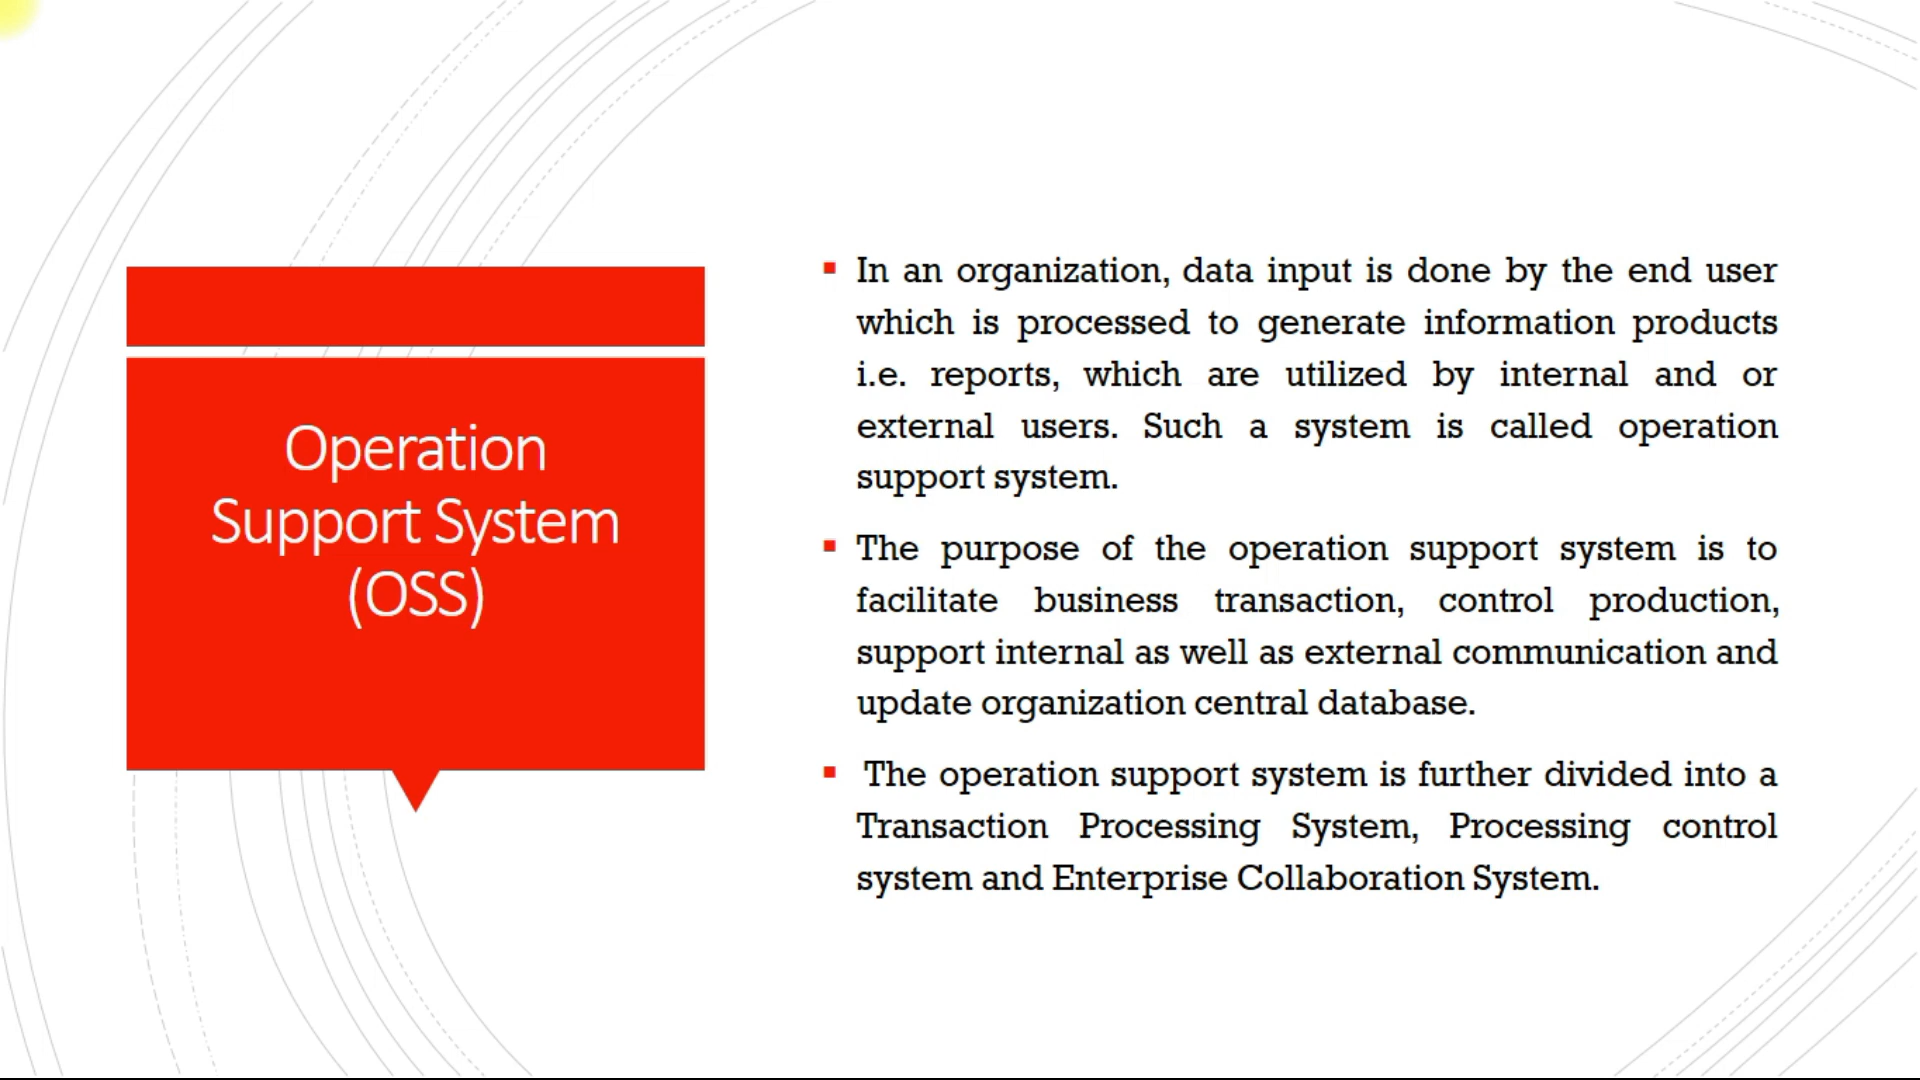 Operation
Support System
(OSS)
In an organization, data input is done by the end user
which is processed to generate information products
i.e. reports, which are utilized by internal and or
external users. Such a system is called operation
support system.
The purpose of the operation support system is to
facilitate business transaction, control production,
support internal as well as external communication and
update organization central database.
The operation support system is further divided into a
Transaction Processing System, Processing control
system and Enterprise Collaboration System.